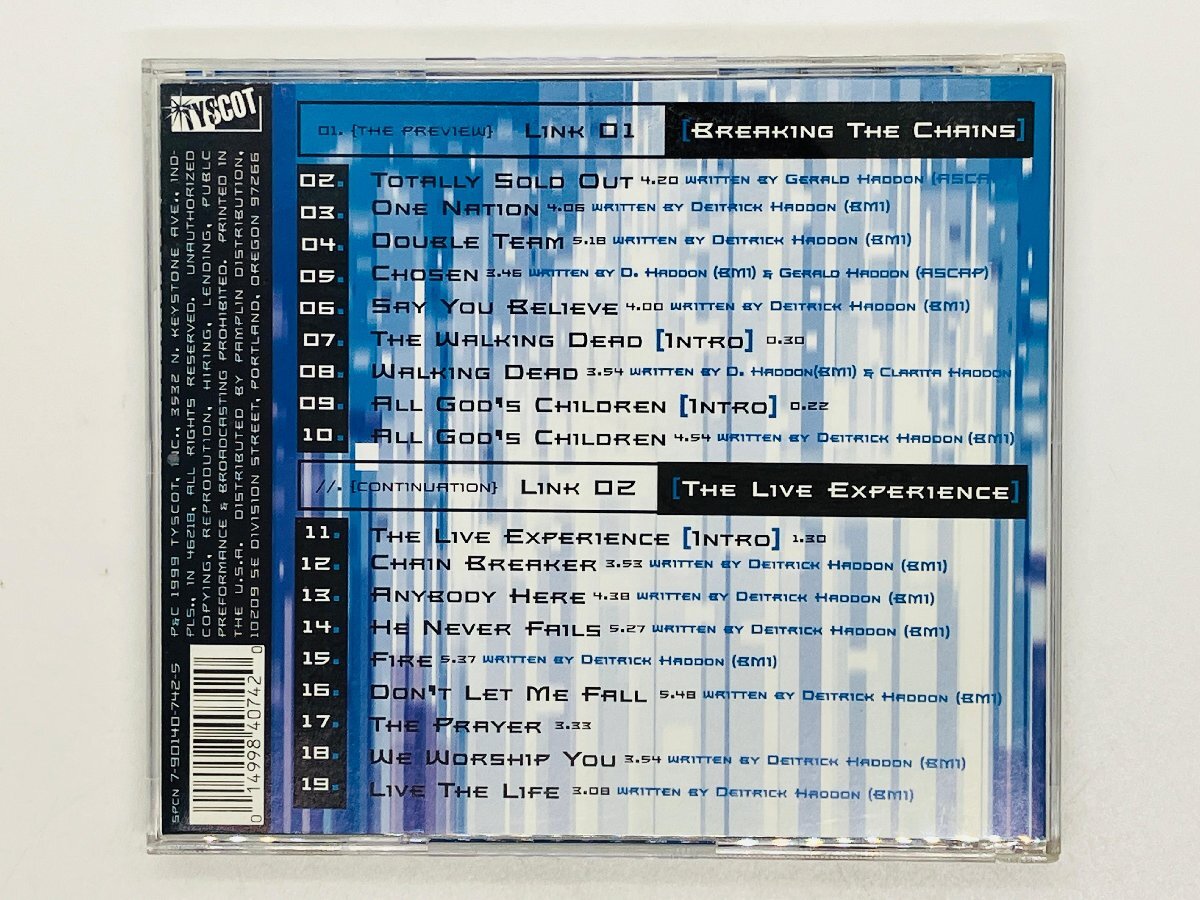 TYSCOT
01. {THE PREVIEW} LINK 01 [BREAKING THE CHAINS]
02. TOTALLY SOLD OUT 4.20 WRITTEN BY GERALD HADDON (ASCA
03. ONE NATION 4.06 WRITTEN BY DEITRICK HADDON (BMI)
04. DOUBLE TEAM 5.18 WRITTEN BY DEITRICK HADDON (BMI)
05. CHOSEN 3.46 WRITTEN BY D. HADDON (BMI) & GERALD HADDON (ASCAP)
06. SAY YOU BELIEVE 4.00 WRITTEN BY DEITRICK HADDON (BMI)
07. THE WALKING DEAD [INTRO] 0.30
08. WALKING DEAD 3.54 WRITTEN BY D. HADDON(BMI) & CLARITA HADDON
09. ALL GOD'S CHILDREN [INTRO] 0.22
10. ALL GOD'S CHILDREN 4.54 WRITTEN BY DEITRICK HADDON (BMI)
//. {CONTINUATION} LINK 02 [THE LIVE EXPERIENCE]
11. THE LIVE EXPERIENCE [INTRO] 1.30
12. CHAIN BREAKER 3.53 WRITTEN BY DEITRICK HADDON (BMI)
13. ANYBODY HERE 4.38 WRITTEN BY DEITRICK HADDON (BMI)
14. HE NEVER FAILS 5.27 WRITTEN BY DEITRICK HADDON (BMI)
15. FIRE 5.37 WRITTEN BY DEITRICK HADDON (BMI)
16. DON'T LET ME FALL 5.48 WRITTEN BY DEITRICK HADDON (BMI)
17. THE PRAYER 3.33
18. WE WORSHIP YOU 3.54 WRITTEN BY DEITRICK HADDON (BMI)
19. LIVE THE LIFE 3.08 WRITTEN BY DEITRICK HADDON (BMI)
P&C 1999 TYSCOT, INC., 3532 N. KEYSTONE AVE., IND-
PLS., IN 46218, ALL RIGHTS RESERVED. UNAUTHORIZED
COPYING, REPRODUTION, HIRING, LENDING, PUBLC
PREFORMANCE & BROADCASTING PROHIBITED. PRINTED IN
THE U.S.A. DISTRIBUTED BY PAMPLIN DISTRIBUTION,
10209 SE DIVISION STREET, PORTLAND, OREGON 97266
SPCN 7-90140-742-5
0 14998 40742 0